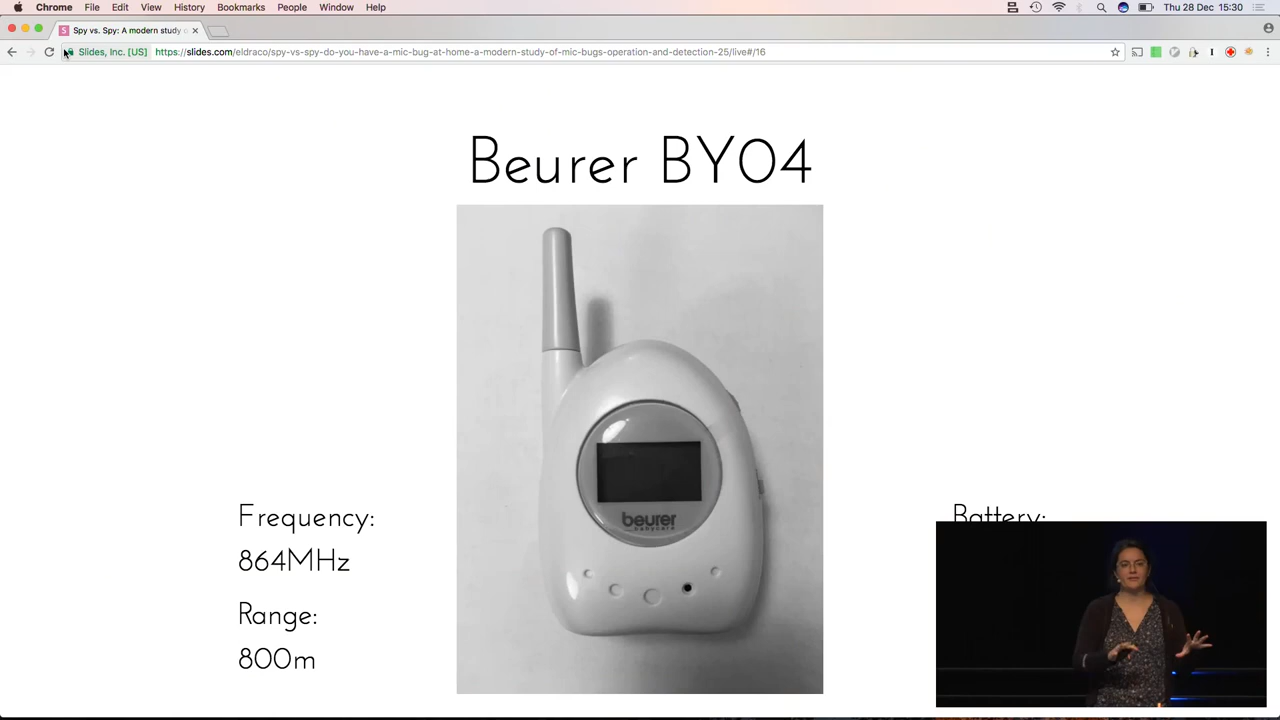 Chrome File Edit View History Bookmarks People Window Help Thu 28 Dec 15:30
Spy vs. Spy: A modern study o
Slides, Inc. [US] https://slides.com/eldraco/spy-vs-spy-do-you-have-a-mic-bug-at-home-a-modern-study-of-mic-bugs-operation-and-detection-25/live#/16
Beurer BY04
beurer
babycare
Frequency:
864MHz
Range:
800m
Battery: